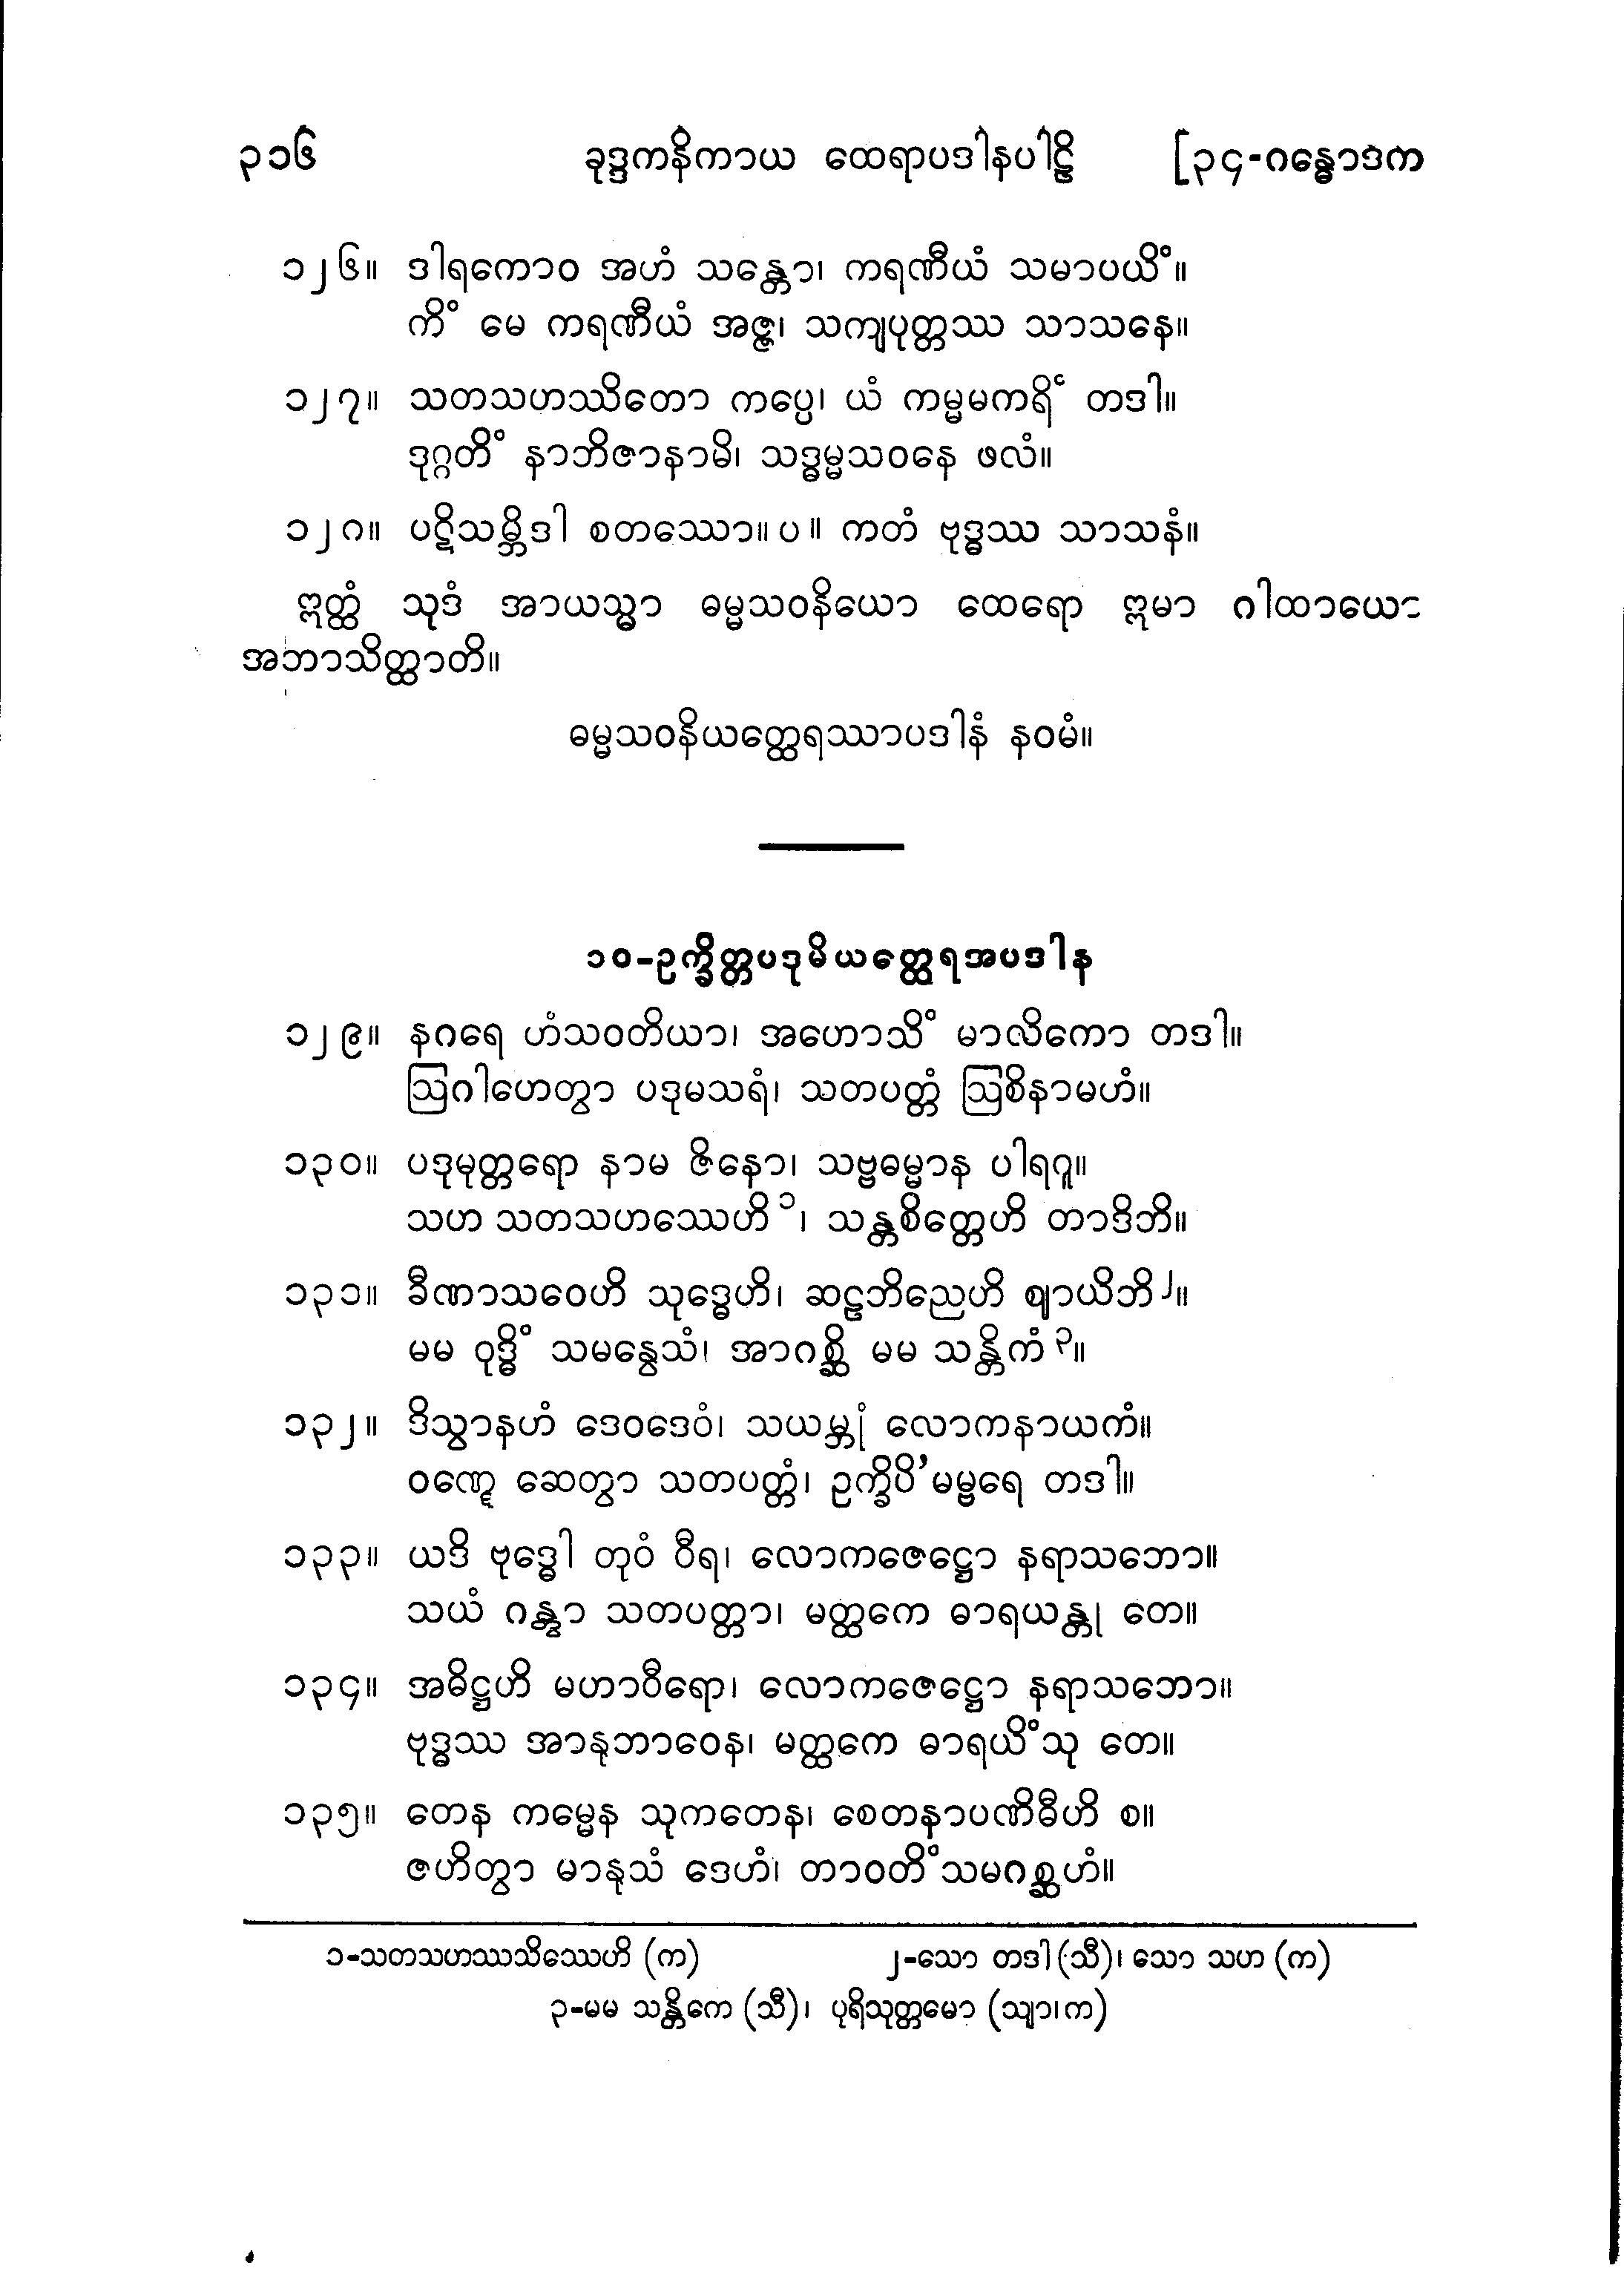 ၃၁၆ ခုဒ္ဒကနိကာယ ထေရာပဒါနပါဠိ [၃၄-ဂန္ဓောဒက
၁၂၆။ ဒါရကောဝ အဟံ သန္တော၊ ကရဏီယံ သမာပယိံ။
ကိံ မေ ကရဏီယံ အဇ္ဇ၊ သကျပုတ္တဿ သာသနေ။
၁၂၇။ သတသဟဿိတော ကပ္ပေ၊ ယံ ကမ္မမကရိံ တဒါ။
ဒုဂ္ဂတိံ နာဘိဇာနာမိ၊ သဒ္ဓမ္မသဝနေ ဖလံ။
၁၂၈။ ပဋိသမ္ဘိဒါ စတဿော။ ပ ။ ကတံ ဗုဒ္ဓဿ သာသနံ။
ဣတ္ထံ သုဒံ အာယသ္မာ ဓမ္မသဝနိယော ထေရော ဣမာ ဂါထာယော
အဘာသိတ္ထာတိ။
ဓမ္မသဝနိယတ္ထေရဿာပဒါနံ နဝမံ။
၁၀-ဥက္ခိတ္တပဒုမိယတ္ထေရအပဒါန
၁၂၉။ နဂရေ ဟံသဝတိယာ၊ အဟောသိံ မာလိကော တဒါ။
ဩဂါဟေတွာ ပဒုမသရံ၊ သတပတ္တံ ဩစိနာမဟံ။
၁၃၀။ ပဒုမုတ္တရော နာမ ဇိနော၊ သဗ္ဗဓမ္မာန ပါရဂူ။
သဟ သတသဟဿေဟိ ၁၊ သန္တစိတ္တေဟိ တာဒိဘိ။
၁၃၁။ ခီဏာသဝေဟိ သုဒ္ဓေဟိ၊ ဆဠဘိညေဟိ ဈာယိဘိ ၂။
မမ ဝုဒ္ဓိံ သမနွေသံ၊ အာဂစ္ဆိ မမ သန္တိကံ ၃။
၁၃၂။ ဒိသွာနဟံ ဒေဝဒေဝံ၊ သယမ္ဘုံ လောကနာယကံ။
ဝဏ္ဋေ ဆေတွာ သတပတ္တံ၊ ဥက္ခိပိ’မမ္ဗရေ တဒါ။
၁၃၃။ ယဒိ ဗုဒ္ဓေါ တုဝံ ဝီရ၊ လောကဇေဋ္ဌော နရာသဘော။
သယံ ဂန္တွာ သတပတ္တာ၊ မတ္ထကေ ဓာရယန္တု တေ။
၁၃၄။ အဓိဋ္ဌဟိ မဟာဝီရော၊ လောကဇေဋ္ဌော နရာသဘော။
ဗုဒ္ဓဿ အာနုဘာဝေန၊ မတ္ထကေ ဓာရယိံသု တေ။
၁၃၅။ တေန ကမ္မေန သုကတေန၊ စေတနာပဏိဓီဟိ စ။
ဇဟိတွာ မာနုသံ ဒေဟံ၊ တာဝတိံသမဂစ္ဆဟံ။
၁-သတသဟဿသိဿေဟိ (က) ၂-သော တဒါ (သီ)၊ သော သဟ (က)
၃-မမ သန္တိကေ (သီ)၊ ပုရိသုတ္တမော (သျာ၊က)